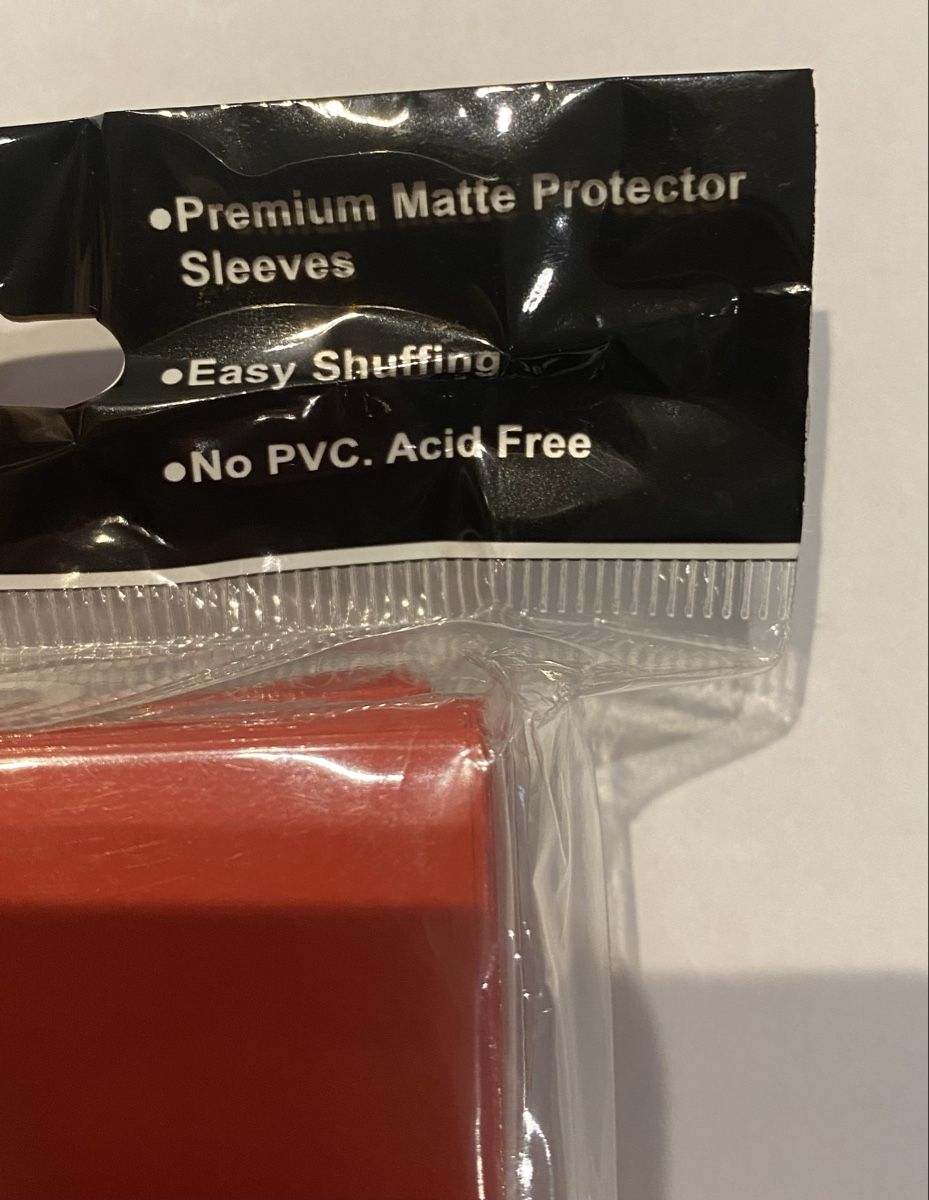 ●Premium Matte Protector
Sleeves
●Easy Shuffing
●No PVC. Acid Free